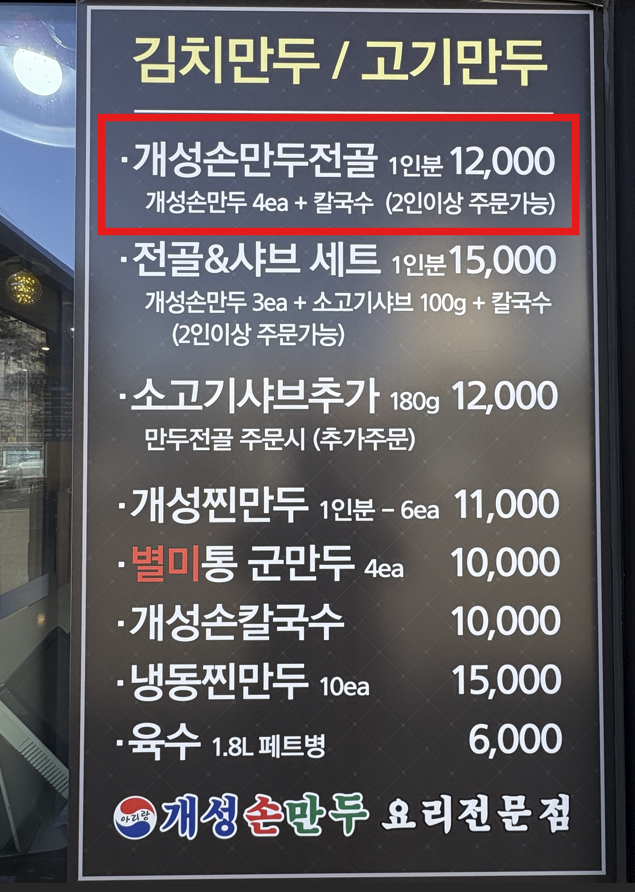 김치만두 / 고기만두
·개성손만두전골 1인분 12,000
개성손만두 4ea + 칼국수 (2인이상 주문가능)
·전골&샤브 세트 1인분 15,000
개성손만두 3ea + 소고기샤브 100g + 칼국수
(2인이상 주문가능)
·소고기샤브추가 180g 12,000
만두전골 주문시 (추가주문)
·개성찐만두 1인분 – 6ea 11,000
·별미통 군만두 4ea 10,000
·개성손칼국수 10,000
·냉동찐만두 10ea 15,000
·육수 1.8L 페트병 6,000
아리랑 개성손만두 요리전문점